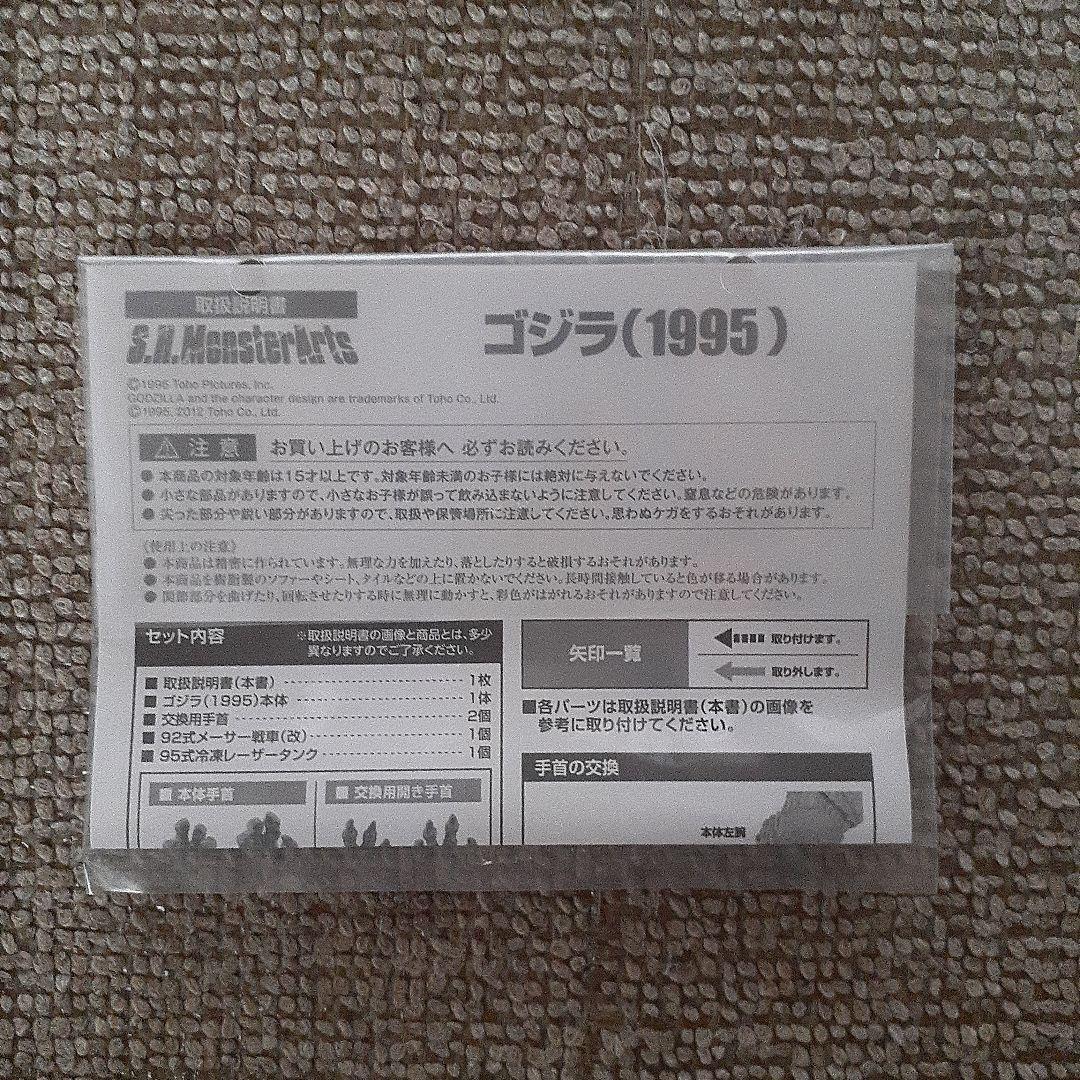 取扱説明書
S.H.MonsterArts
ゴジラ(1995)
©1995 Toho Pictures, Inc.
GODZILLA and the character design are trademarks of Toho Co., Ltd.
©1995, 2012 Toho Co., Ltd.
⚠ 注意 お買い上げのお客様へ 必ずお読みください。
● 本商品の対象年齢は15才以上です。対象年齢未満のお子様には絶対に与えないでください。
● 小さな部品がありますので、小さなお子様が誤って飲み込まないように注意してください。窒息などの危険があります。
● 尖った部分や鋭い部分がありますので、取扱や保管場所に注意してください。思わぬケガをするおそれがあります。
《使用上の注意》
● 本商品は精密に作られています。無理な力を加えたり、落としたりすると破損するおそれがあります。
● 本商品を樹脂製のソファーやシート、タイルなどの上に置かないでください。長時間接触していると色が移る場合があります。
● 関節部分を曲げたり、回転させたりする時に無理に動かすと、彩色がはがれるおそれがありますので注意してください。
セット内容
※取扱説明書の画像と商品とは、多少
異なりますのでご了承ください。
■ 取扱説明書(本書) 1枚
■ ゴジラ(1995)本体 1体
■ 交換用手首 2個
■ 92式メーサー戦車(改) 1個
■ 95式冷凍レーザータンク 1個
■ 本体手首
■ 交換用開き手首
矢印一覧
取り付けます。
取り外します。
■各パーツは取扱説明書(本書)の画像を
参考に取り付けてください。
手首の交換
本体左腕